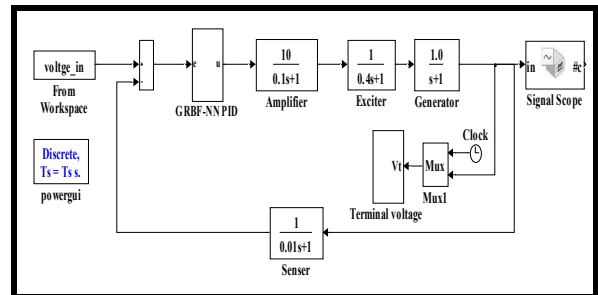 voltge_in
From
Workspace
+
-
e u
GRBF-NN PID
10
0.1s+1
Amplifier
1
0.4s+1
Exciter
1.0
s+1
Generator
in #c
Signal Scope
Discrete,
Ts = Ts s.
powergui
Clock
Vt
Mux
Mux1
Terminal voltage
1
0.01s+1
Senser